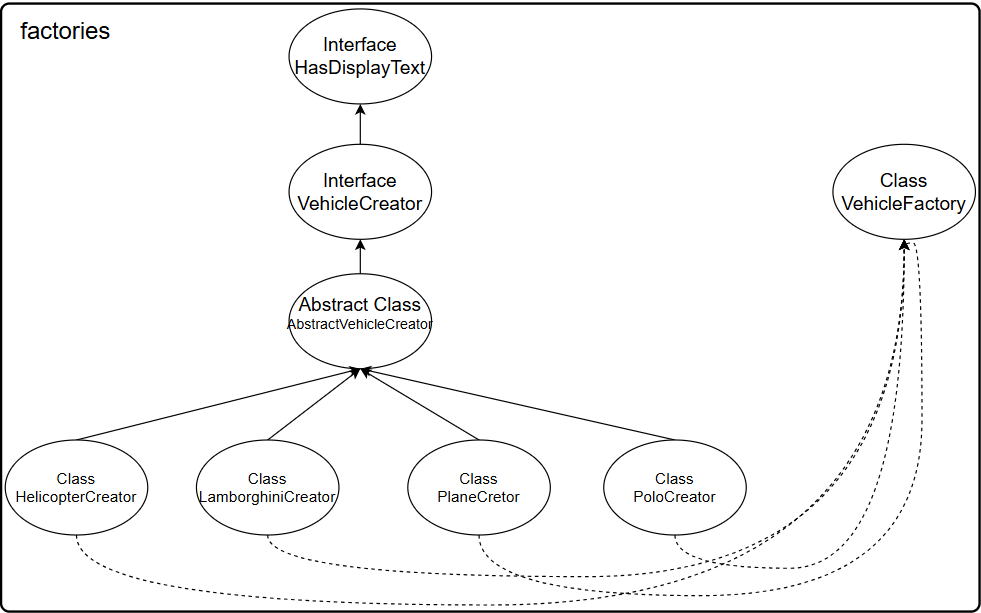 factories
Interface
HasDisplayText
Interface
VehicleCreator
Class
VehicleFactory
Abstract Class
AbstractVehicleCreator
Class
HelicopterCreator
Class
LamborghiniCreator
Class
PlaneCretor
Class
PoloCreator